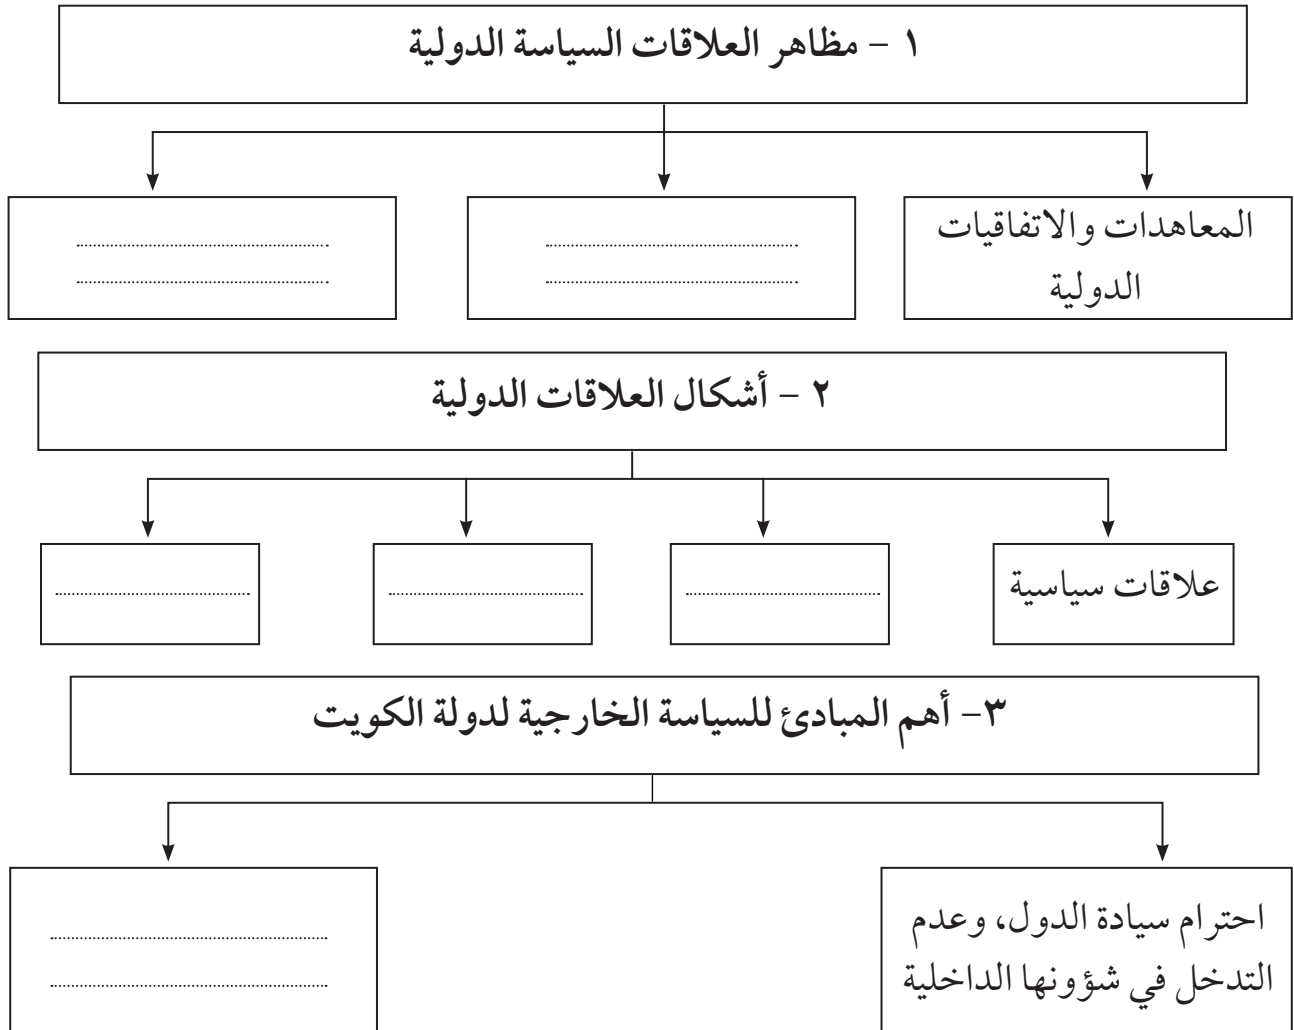 ١ - مظاهر العلاقات السياسة الدولية
المعاهدات والاتفاقيات
الدولية
٢ - أشكال العلاقات الدولية
علاقات سياسية
٣- أهم المبادئ للسياسة الخارجية لدولة الكويت
احترام سيادة الدول، وعدم
التدخل في شؤونها الداخلية